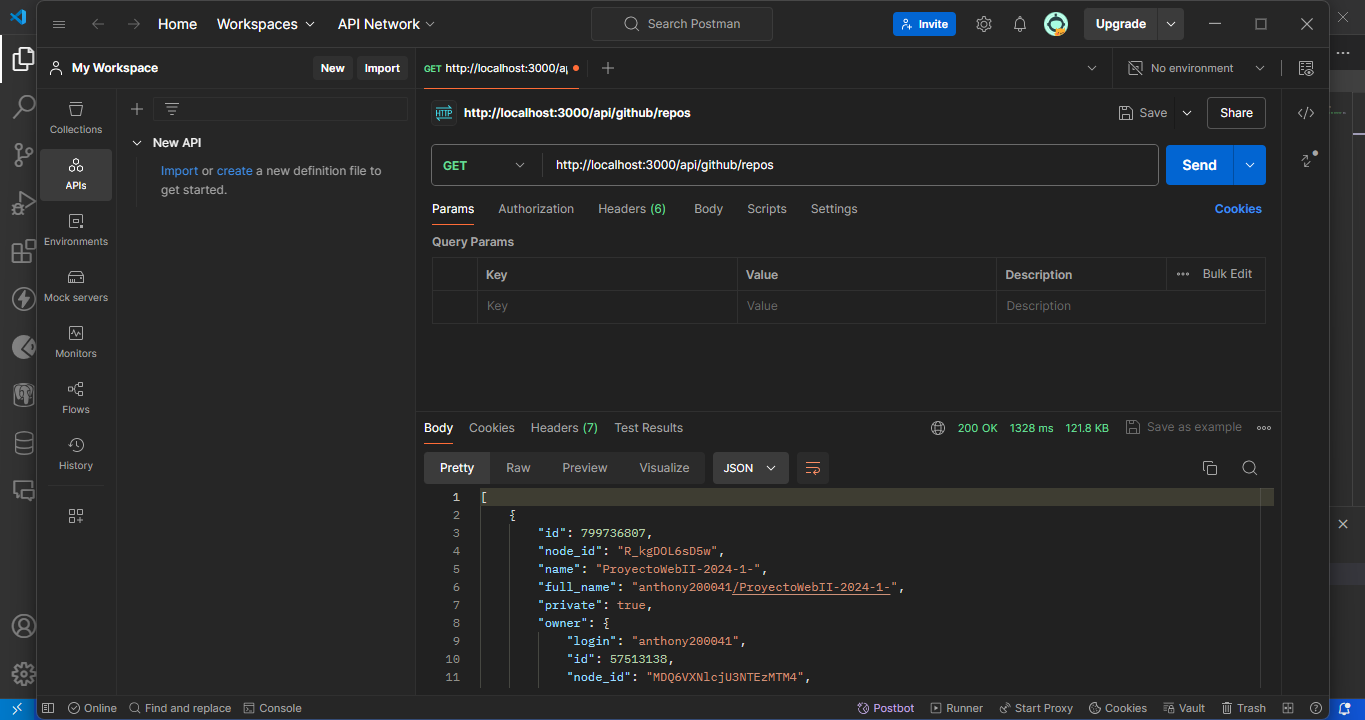 Home Workspaces API Network Search Postman Invite Upgrade
My Workspace New Import GET http://localhost:3000/a No environment
Collections
APIs
Environments
Mock servers
Monitors
Flows
History
New API
Import or create a new definition file to
get started.
HTTP http://localhost:3000/api/github/repos Save Share
GET http://localhost:3000/api/github/repos Send
Params Authorization Headers (6) Body Scripts Settings Cookies
Query Params
Key Value Description Bulk Edit
Key Value Description
Body Cookies Headers (7) Test Results 200 OK 1328 ms 121.8 KB Save as example
Pretty Raw Preview Visualize JSON
1 [
2 {
3 "id": 799736807,
4 "node_id": "R_kgDOL6sD5w",
5 "name": "ProyectoWebII-2024-1-",
6 "full_name": "anthony200041/ProyectoWebII-2024-1-",
7 "private": true,
8 "owner": {
9 "login": "anthony200041",
10 "id": 57513138,
11 "node_id": "MDQ6VXNlcjU3NTEzMTM4",
Online Find and replace Console Postbot Runner Start Proxy Cookies Vault Trash